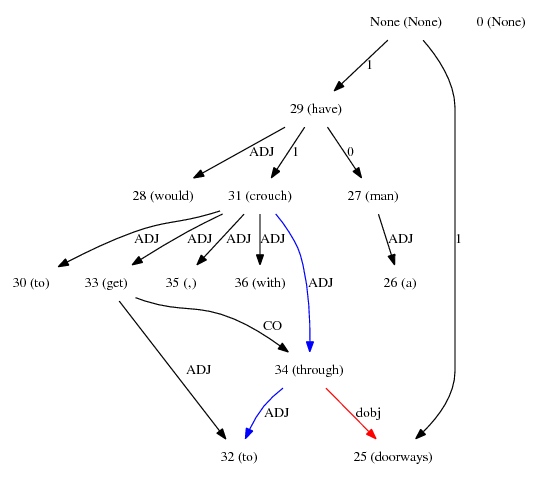 None (None) 0 (None)
1
29 (have)
ADJ 1 0
28 (would) 31 (crouch) 27 (man)
ADJ ADJ ADJ ADJ ADJ 1
30 (to) 33 (get) 35 (,) 36 (with) ADJ 26 (a)
CO
34 (through)
ADJ
ADJ dobj
32 (to) 25 (doorways)